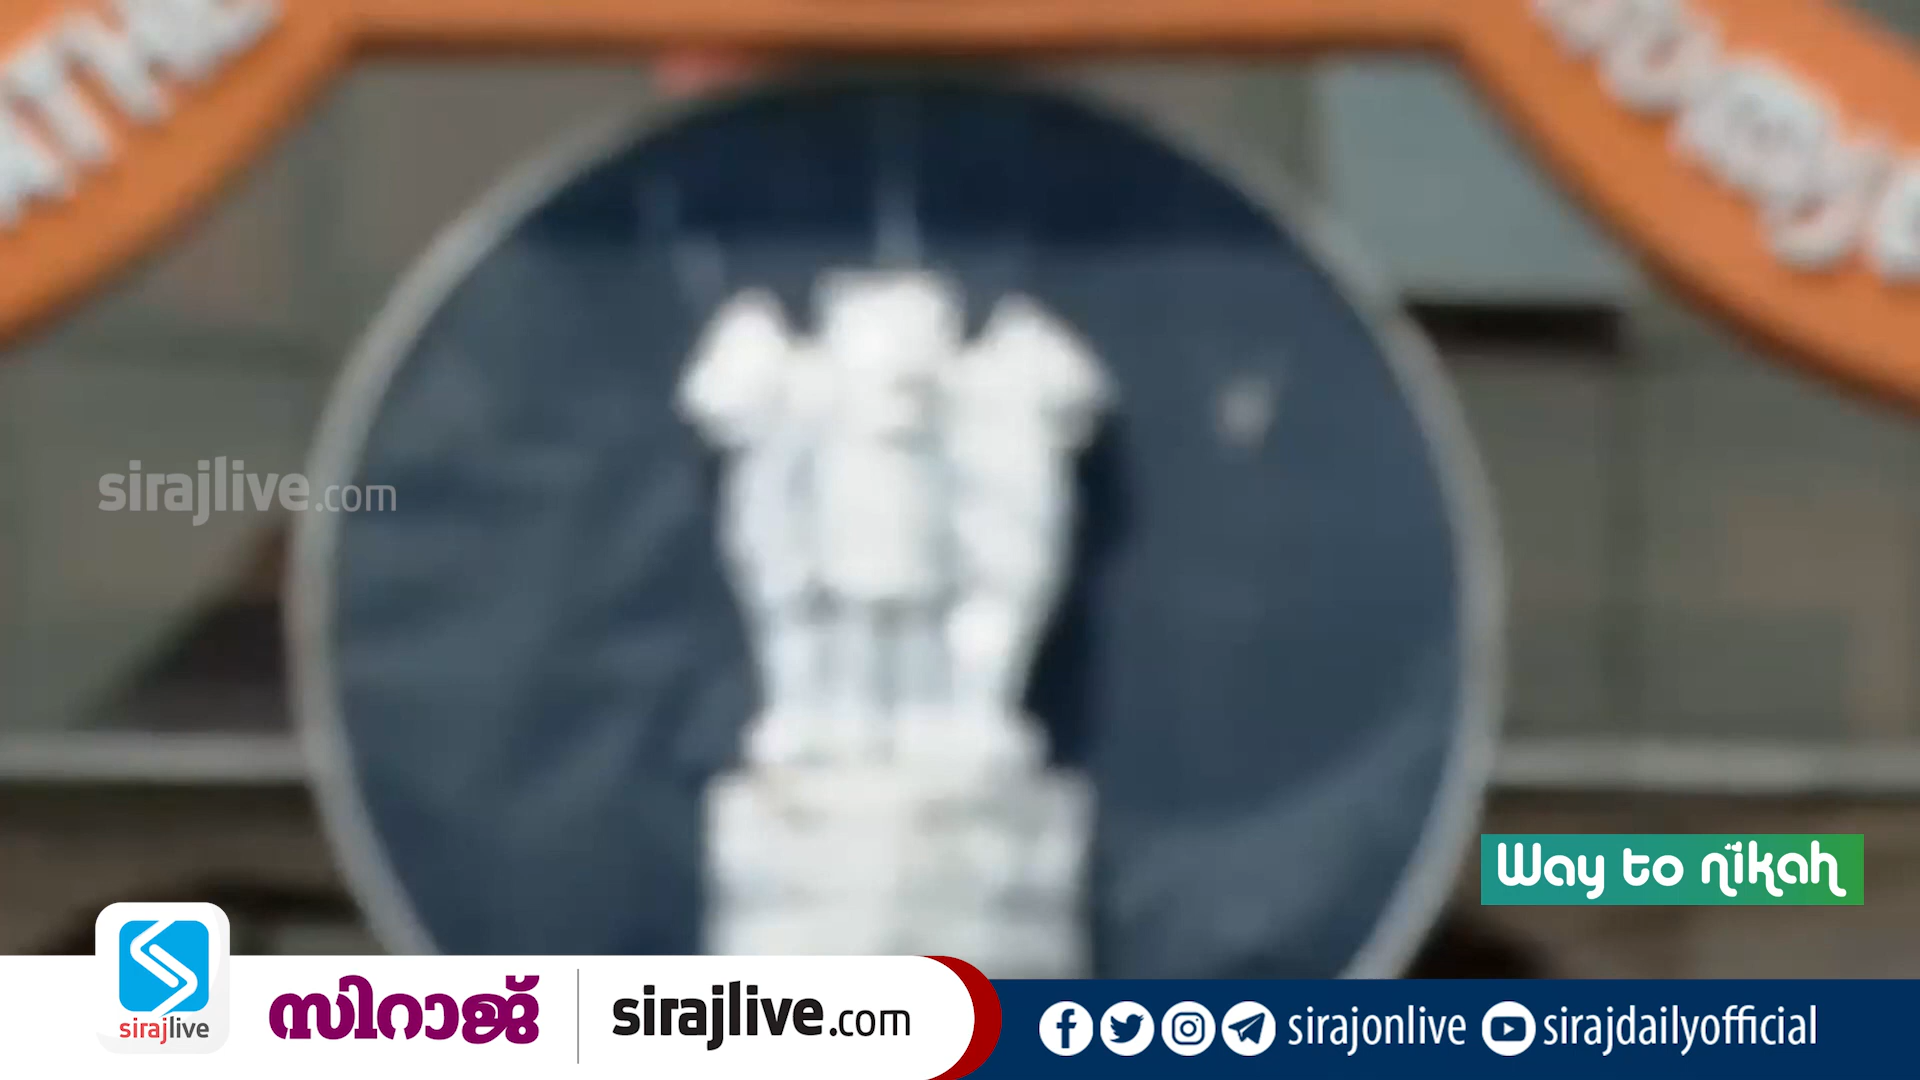 sirajlive.com
Way to nikah
sirajlive
സിറാജ്
sirajlive.com
sirajonlive
sirajdailyofficial